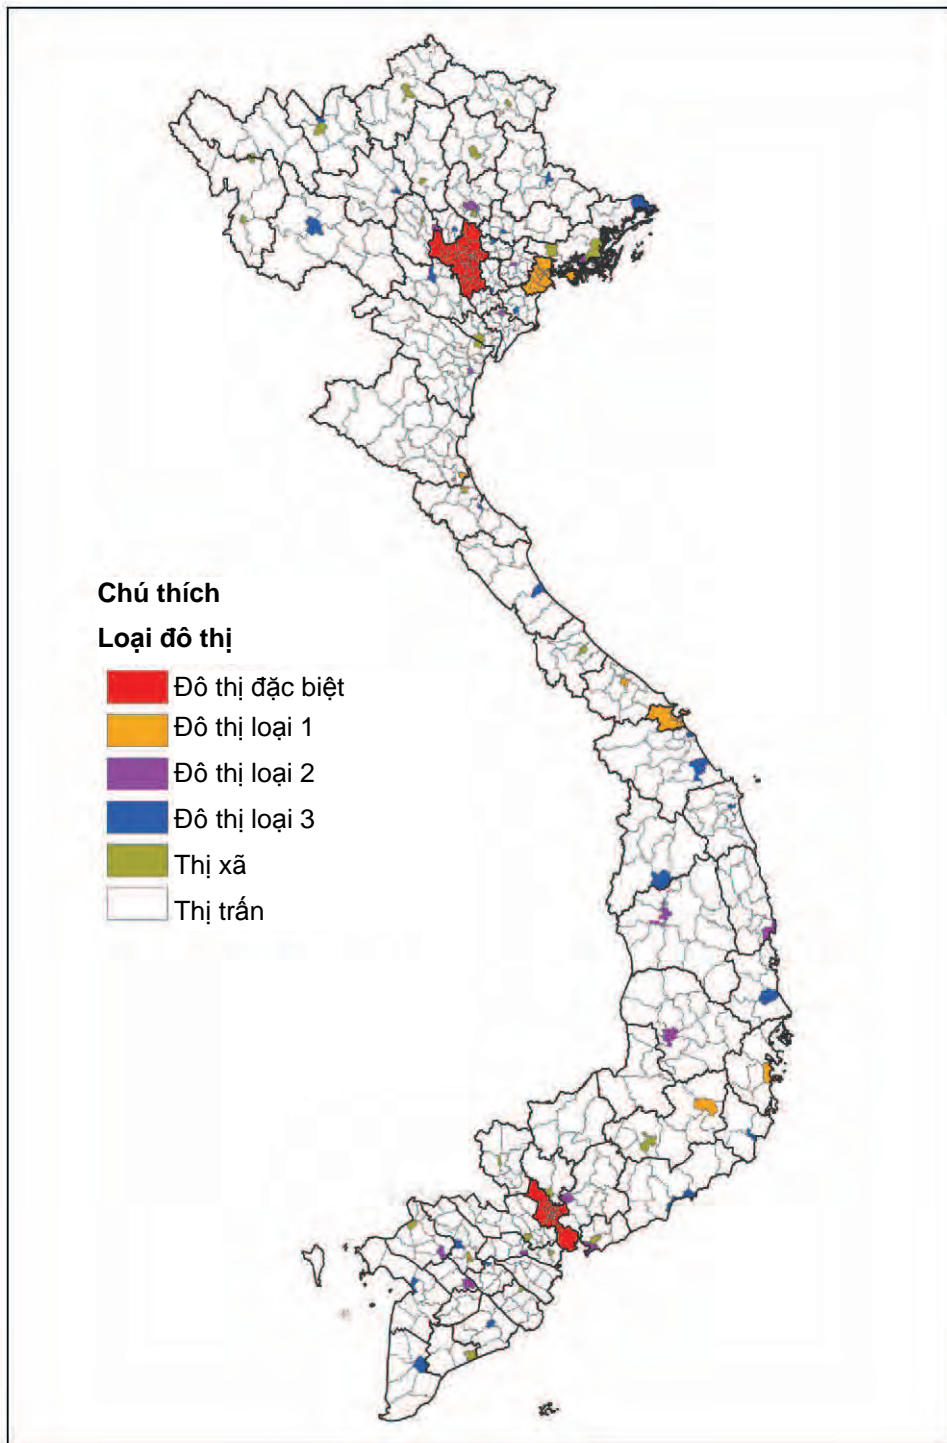 Chú thích
Loại đô thị
Đô thị đặc biệt
Đô thị loại 1
Đô thị loại 2
Đô thị loại 3
Thị xã
Thị trấn